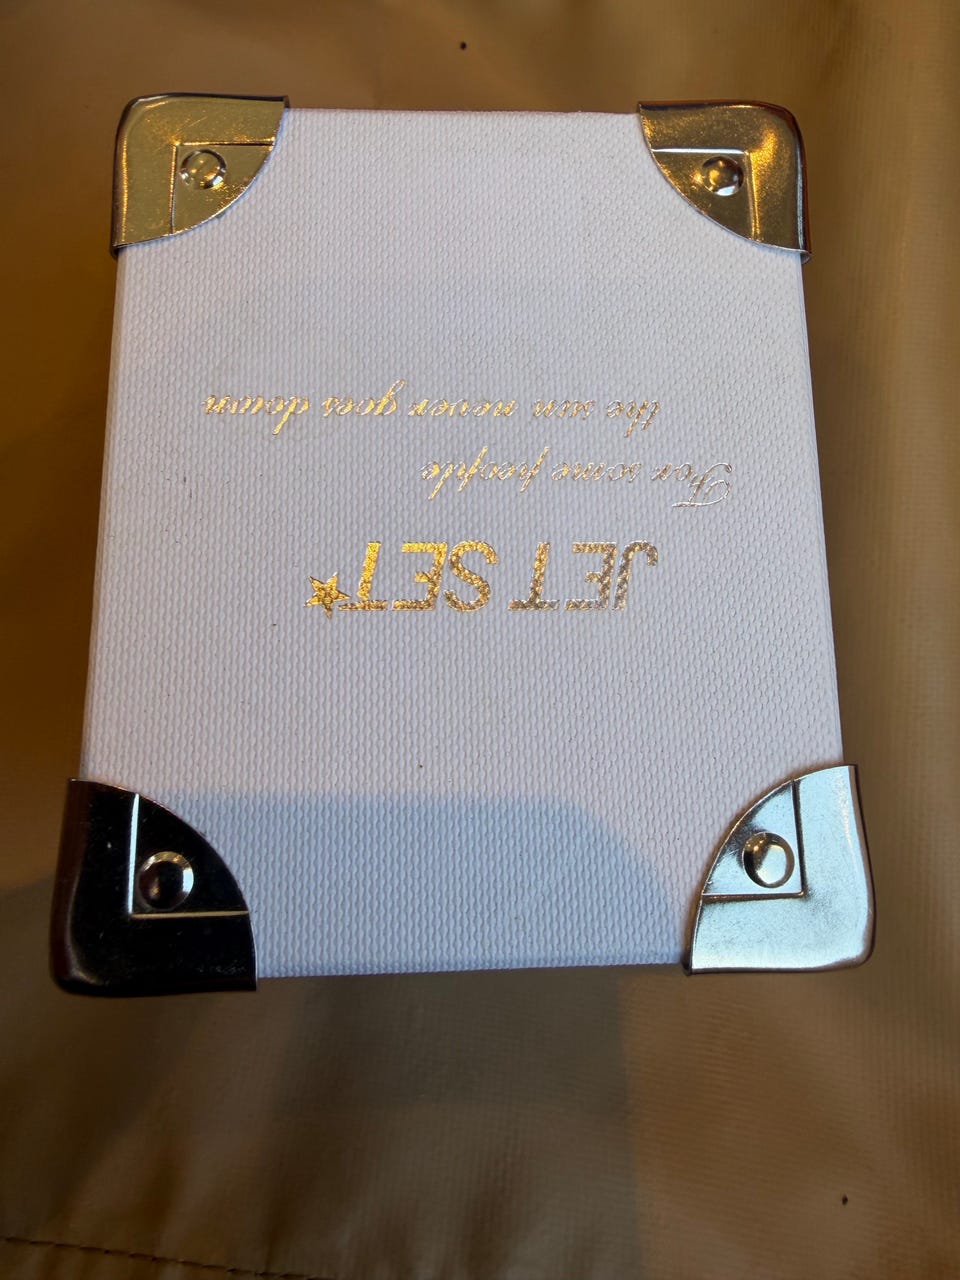 JET SET★
For some people
the sun never goes down